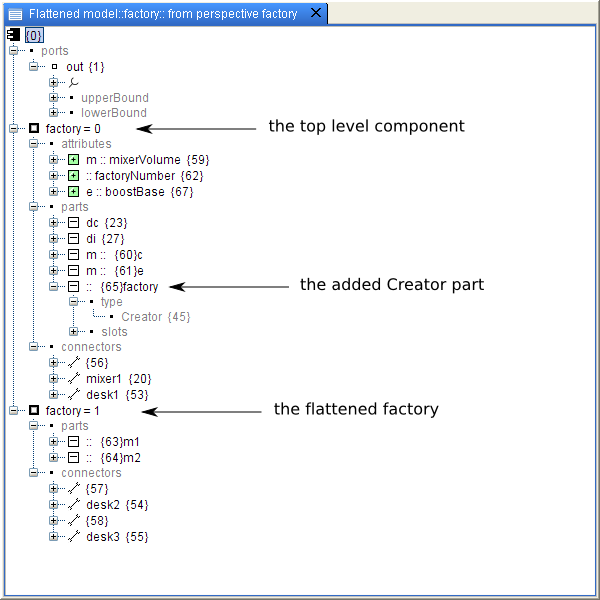 Flattened model::factory:: from perspective factory
{0}
ports
out {1}
upperBound
lowerBound
factory = 0
the top level component
attributes
m :: mixerVolume {59}
:: factoryNumber {62}
e :: boostBase {67}
parts
dc {23}
di {27}
m :: {60}c
m :: {61}e
:: {65}factory
the added Creator part
type
Creator {45}
slots
connectors
{56}
mixer1 {20}
desk1 {53}
factory = 1
the flattened factory
parts
:: {63}m1
:: {64}m2
connectors
{57}
desk2 {54}
{58}
desk3 {55}